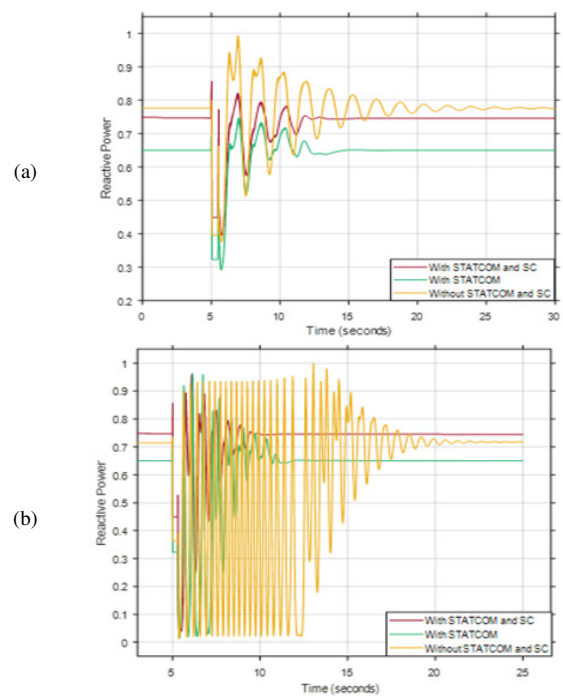 (a)
Reactive Power
1
0.9
0.8
0.7
0.6
0.5
0.4
0.3
0.2
0
5
10
15
20
25
30
Time (seconds)
With STATCOM and SC
With STATCOM
Without STATCOM and SC
(b)
Reactive Power
1
0.9
0.8
0.7
0.6
0.5
0.4
0.3
0.2
0.1
0
5
10
15
20
25
Time (seconds)
With STATCOM and SC
With STATCOM
Without STATCOM and SC